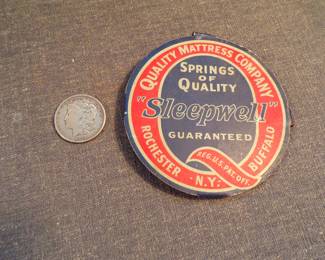 QUALITY MATTRESS COMPANY
SPRINGS
OF
QUALITY
"Sleepwell"
GUARANTEED
REG. U.S. PAT. OFF.
ROCHESTER N.Y. BUFFALO